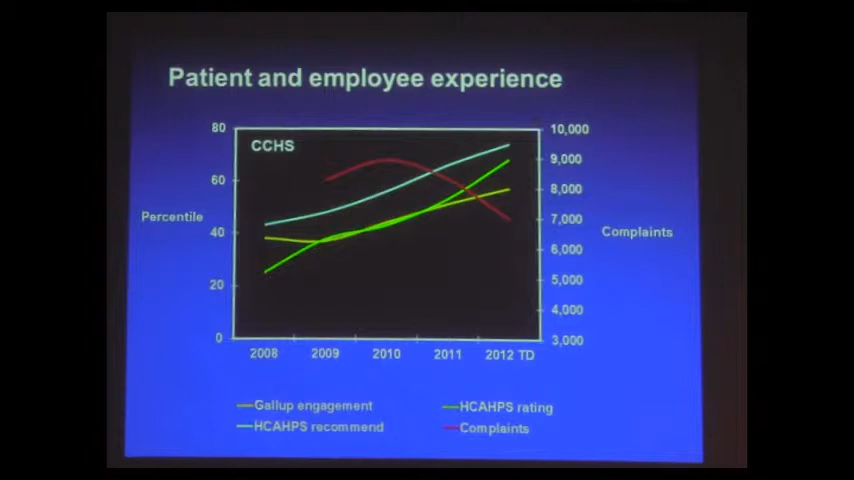 Patient and employee experience
80
CCHS
10,000
9,000
60
8,000
Percentile
7,000
40
Complaints
6,000
20
5,000
4,000
0
3,000
2008 2009 2010 2011 2012 TD
Gallup engagement HCAHPS rating
HCAHPS recommend Complaints